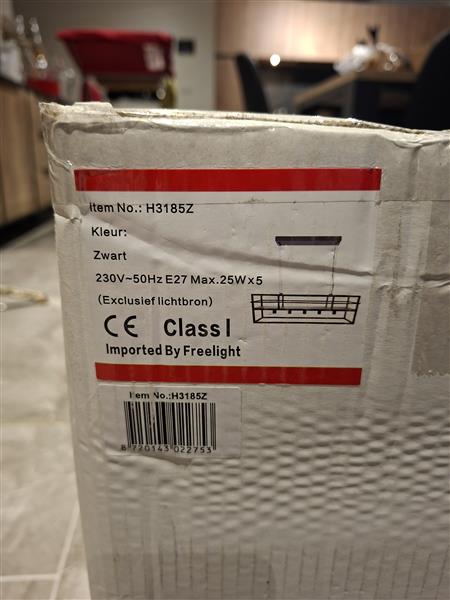 Item No.: H3185Z
Kleur:
Zwart
230V~50Hz E27 Max.25W x 5
(Exclusief lichtbron)
CE Class I
Imported By Freelight
Item No.:H3185Z
8 720143 022753